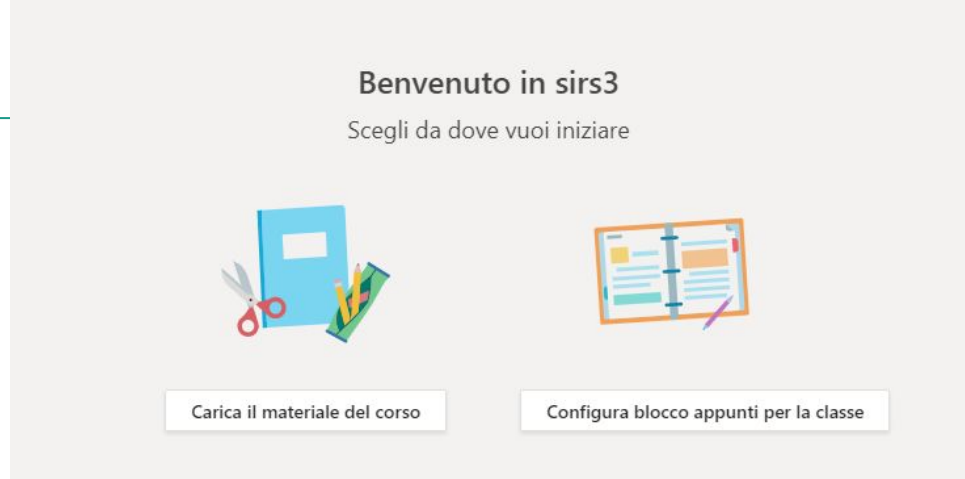 Benvenuto in sirs3
Scegli da dove vuoi iniziare
Carica il materiale del corso
Configura blocco appunti per la classe